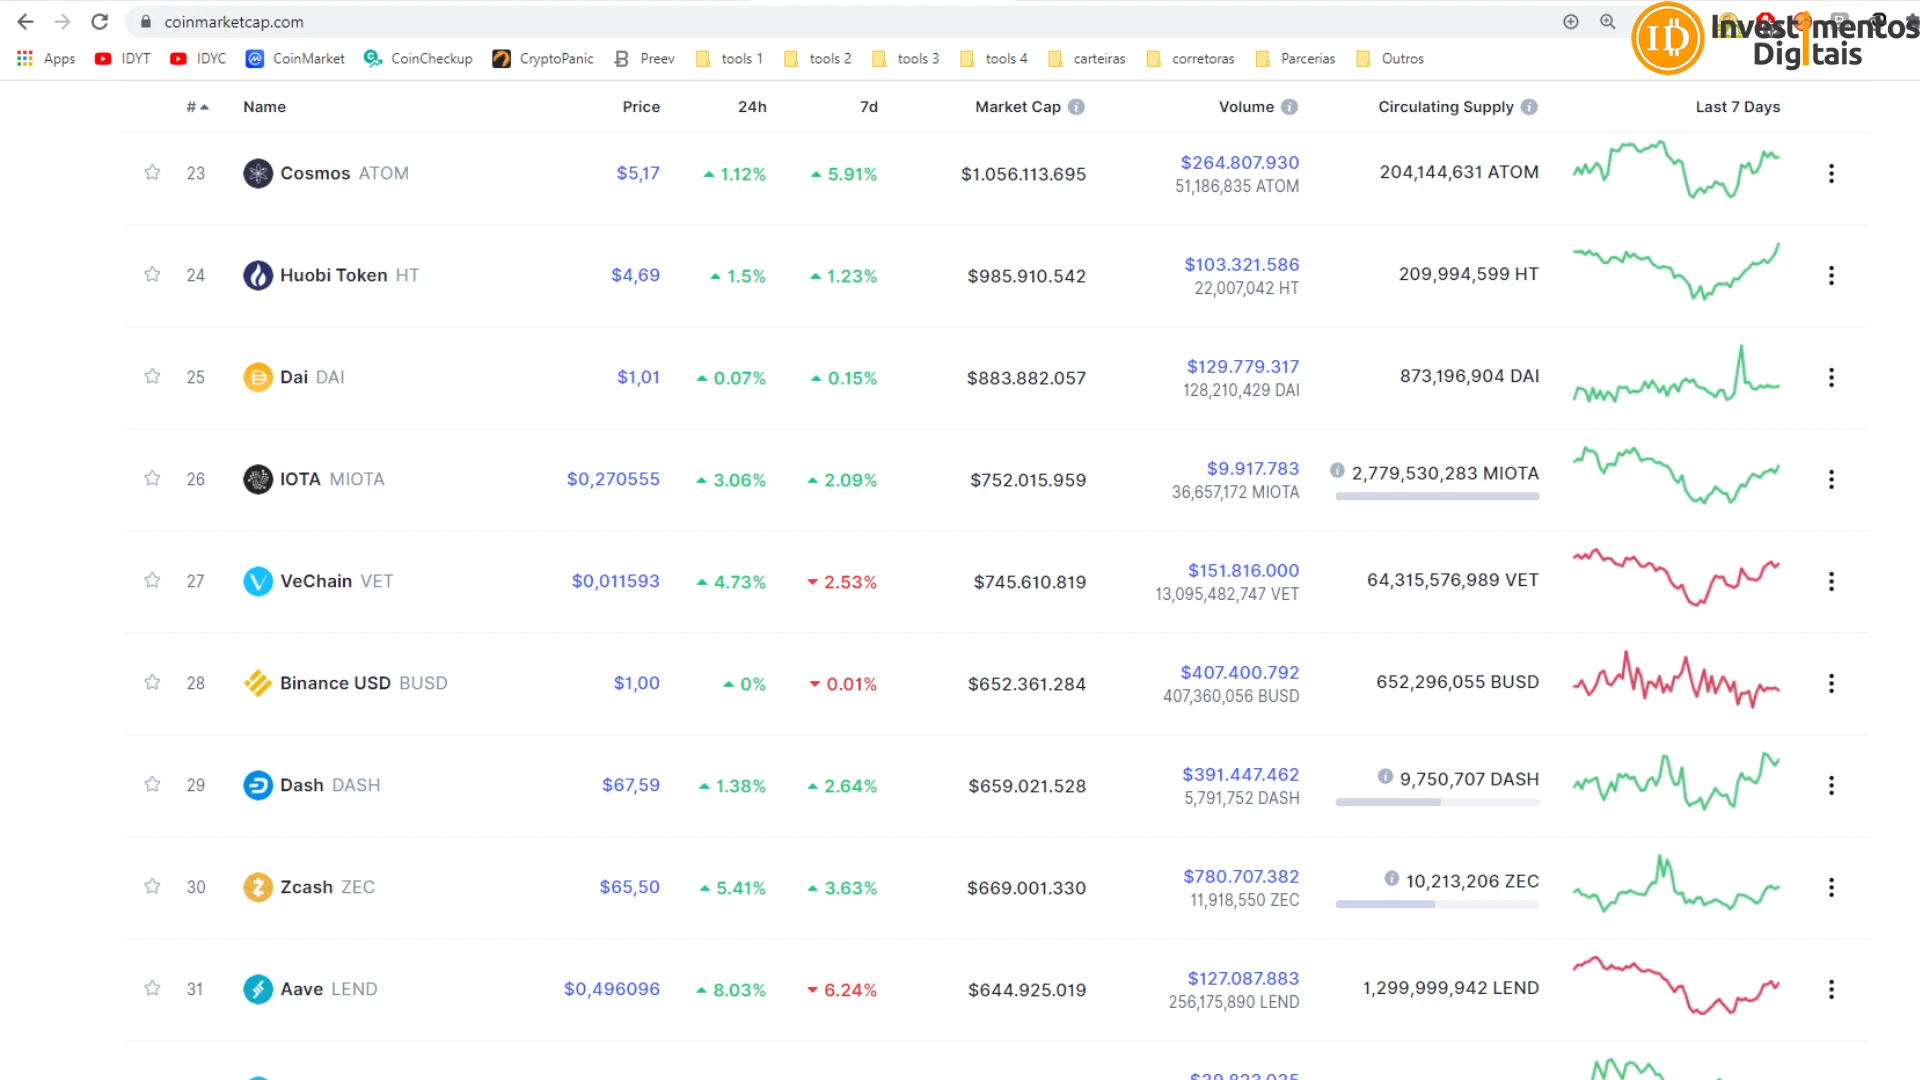 coinmarketcap.com
Investimentos
Digitais
Apps IDYT IDYC CoinMarket CoinCheckup CryptoPanic Preev tools 1 tools 2 tools 3 tools 4 carteiras corretoras Parcerias Outros
# Name Price 24h 7d Market Cap Volume Circulating Supply Last 7 Days
23 Cosmos ATOM $5,17 1.12% 5.91% $1.056.113.695 $264.807.930 204,144,631 ATOM
51,186,835 ATOM
24 Huobi Token HT $4,69 1.5% 1.23% $985.910.542 $103.321.586 209,994,599 HT
22,007,042 HT
25 Dai DAI $1,01 0.07% 0.15% $883.882.057 $129.779.317 873,196,904 DAI
128,210,429 DAI
26 IOTA MIOTA $0,270555 3.06% 2.09% $752.015.959 $9.917.783 2,779,530,283 MIOTA
36,657,172 MIOTA
27 VeChain VET $0,011593 4.73% 2.53% $745.610.819 $151.816.000 64,315,576,989 VET
13,095,482,747 VET
28 Binance USD BUSD $1,00 0% 0.01% $652.361.284 $407.400.792 652,296,055 BUSD
407,360,056 BUSD
29 Dash DASH $67,59 1.38% 2.64% $659.021.528 $391.447.462 9,750,707 DASH
5,791,752 DASH
30 Zcash ZEC $65,50 5.41% 3.63% $669.001.330 $780.707.382 10,213,206 ZEC
11,918,550 ZEC
31 Aave LEND $0,496096 8.03% 6.24% $644.925.019 $127.087.883 1,299,999,942 LEND
256,175,890 LEND